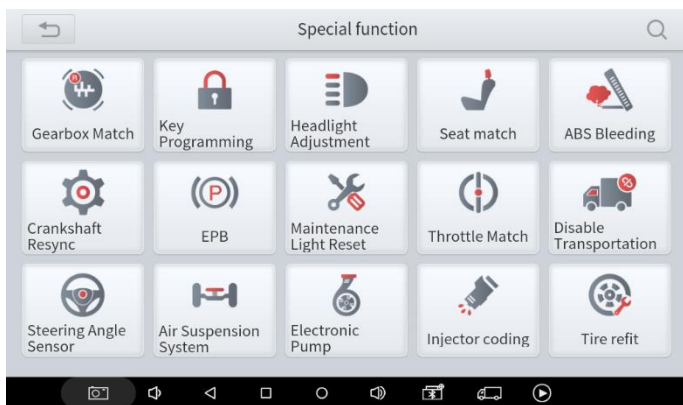 Special function
Gearbox Match
Key
Programming
Headlight
Adjustment
Seat match
ABS Bleeding
Crankshaft
Resync
EPB
Maintenance
Light Reset
Throttle Match
Disable
Transportation
Steering Angle
Sensor
Air Suspension
System
Electronic
Pump
Injector coding
Tire refit